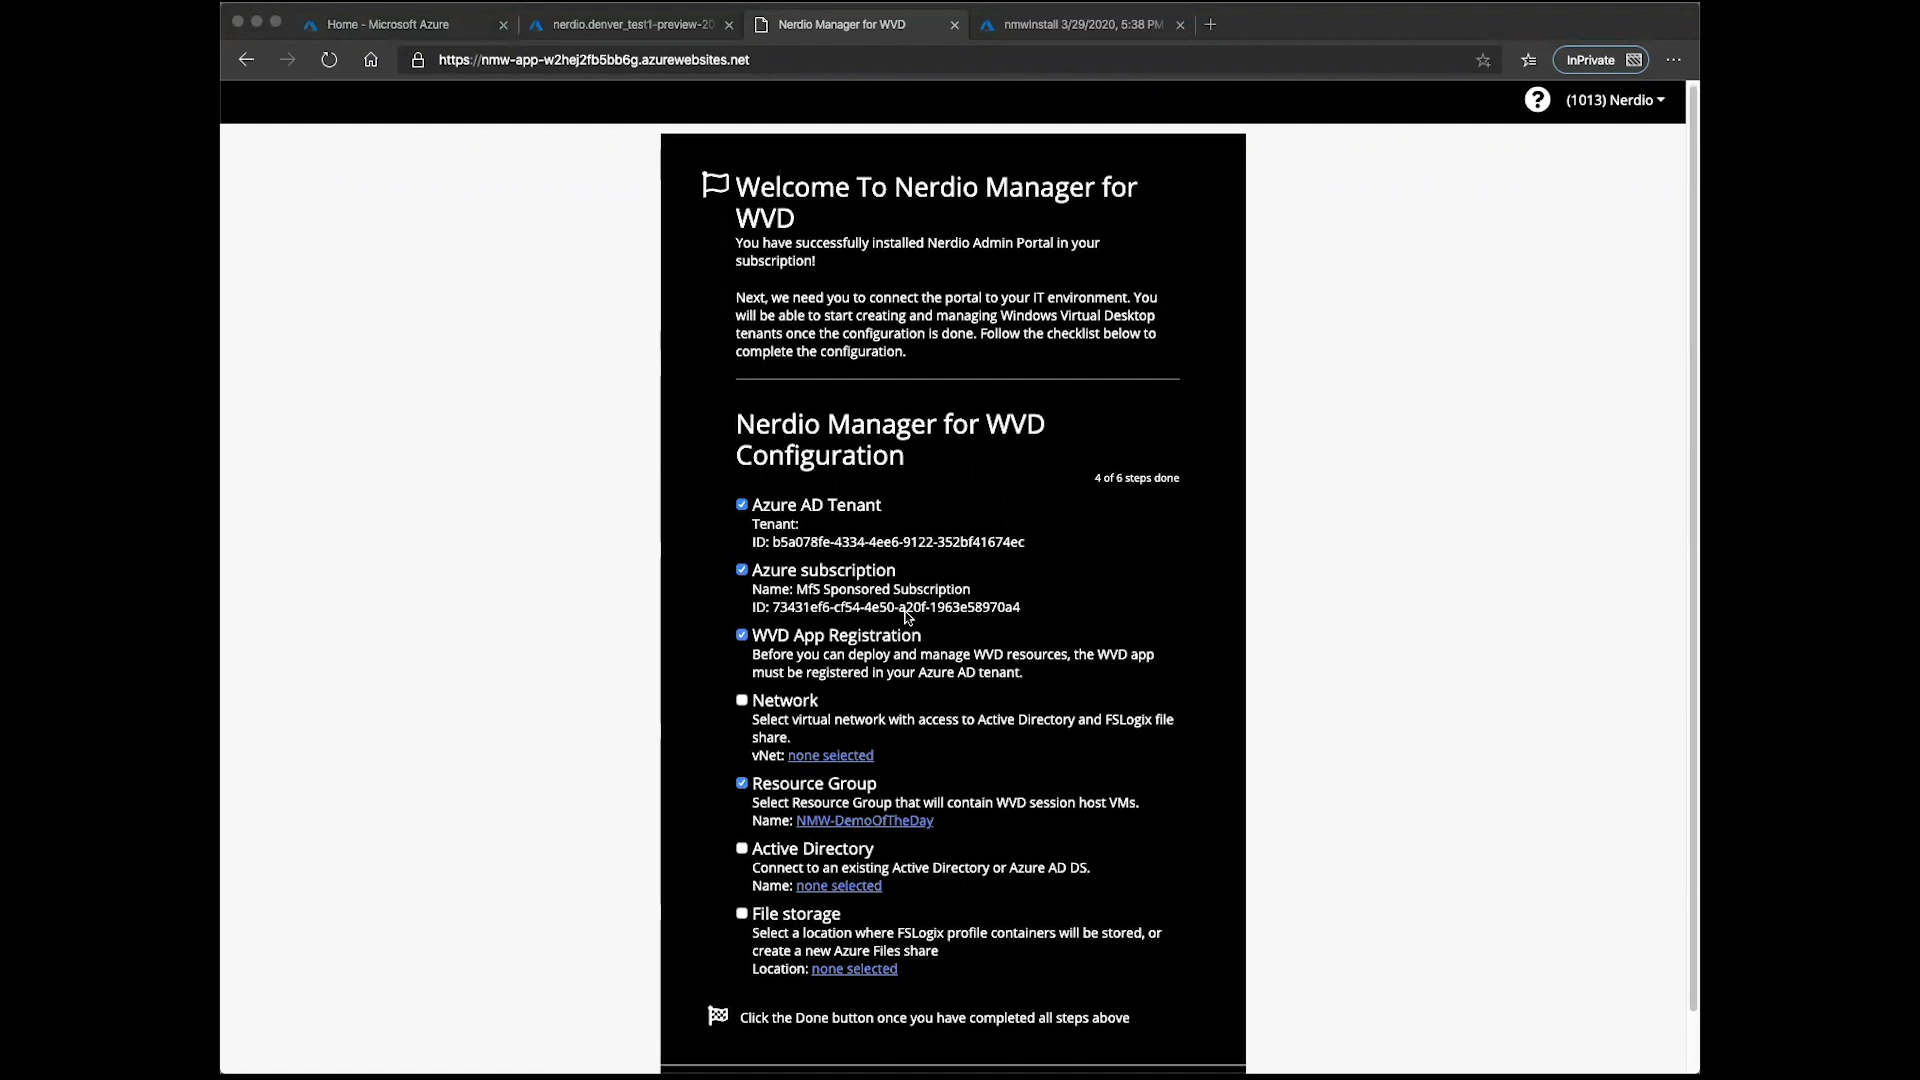 Home - Microsoft Azure
nerdio.denver_test1-preview-20
Nerdio Manager for WVD
nmwInstall 3/29/2020, 5:38 PM
https://nmw-app-w2hej2fb5bb6g.azurewebsites.net
InPrivate
? (1013) Nerdio
Welcome To Nerdio Manager for
WVD
You have successfully installed Nerdio Admin Portal in your
subscription!
Next, we need you to connect the portal to your IT environment. You
will be able to start creating and managing Windows Virtual Desktop
tenants once the configuration is done. Follow the checklist below to
complete the configuration.
Nerdio Manager for WVD
Configuration
4 of 6 steps done
Azure AD Tenant
Tenant:
ID: b5a078fe-4334-4ee6-9122-352bf41674ec
Azure subscription
Name: MfS Sponsored Subscription
ID: 73431ef6-cf54-4e50-a20f-1963e58970a4
WVD App Registration
Before you can deploy and manage WVD resources, the WVD app
must be registered in your Azure AD tenant.
Network
Select virtual network with access to Active Directory and FSLogix file
share.
vNet: none selected
Resource Group
Select Resource Group that will contain WVD session host VMs.
Name: NMW-DemoOfTheDay
Active Directory
Connect to an existing Active Directory or Azure AD DS.
Name: none selected
File storage
Select a location where FSLogix profile containers will be stored, or
create a new Azure Files share
Location: none selected
Click the Done button once you have completed all steps above